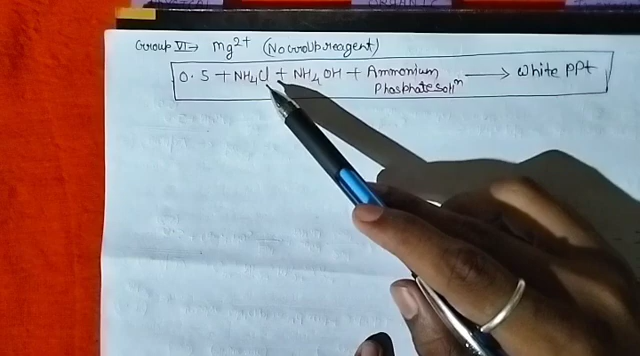 Group VI→ Mg2+ (No Group reagent)
O.S + NH4Cl + NH4OH + Ammonium Phosphate soln → white ppt